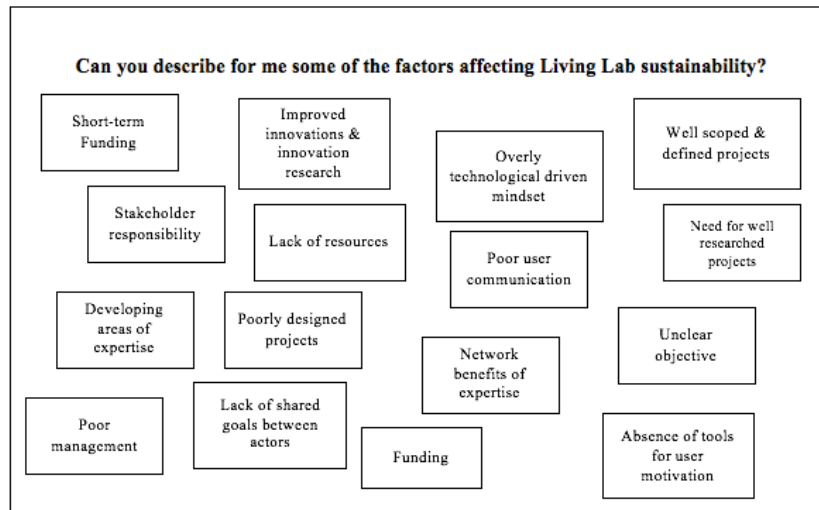 Can you describe for me some of the factors affecting Living Lab sustainability?
Short-term
Funding
Improved
innovations &
innovation
research
Overly
technological driven
mindset
Well scoped &
defined projects
Stakeholder
responsibility
Lack of resources
Poor user
communication
Need for well
researched
projects
Developing
areas of
expertise
Poorly designed
projects
Network
benefits of
expertise
Unclear
objective
Poor
management
Lack of shared
goals between
actors
Funding
Absence of tools
for user
motivation